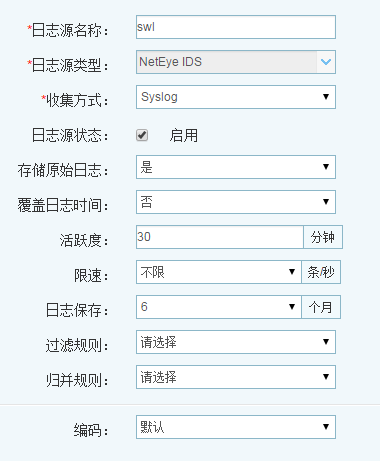 *日志源名称： swl
*日志源类型： NetEye IDS
*收集方式： Syslog
日志源状态： 启用
存储原始日志： 是
覆盖日志时间： 否
活跃度： 30 分钟
限速： 不限 条/秒
日志保存： 6 个月
过滤规则： 请选择
归并规则： 请选择
编码： 默认